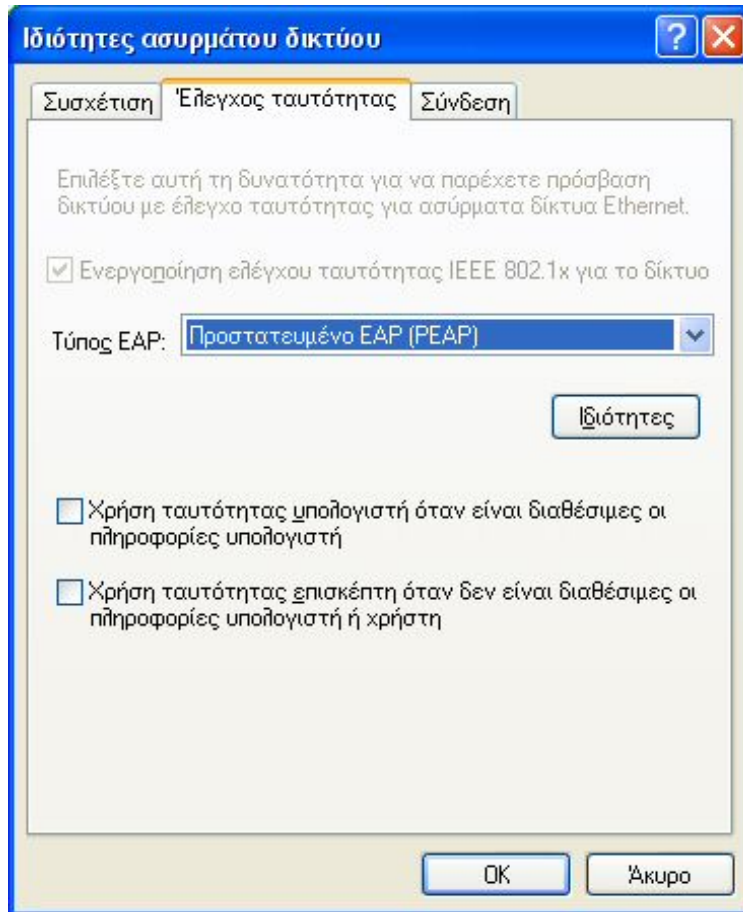 Ιδιότητες ασυρμάτου δικτύου
Συσχέτιση Έλεγχος ταυτότητας Σύνδεση
Επιλέξτε αυτή τη δυνατότητα για να παρέχετε πρόσβαση
δικτύου με έλεγχο ταυτότητας για ασύρματα δίκτυα Ethernet.
Ενεργοποίηση ελέγχου ταυτότητας IEEE 802.1x για το δίκτυο
Τύπος EAP: Προστατευμένο EAP (PEAP)
Ιδιότητες
Χρήση ταυτότητας υπολογιστή όταν είναι διαθέσιμες οι
πληροφορίες υπολογιστή
Χρήση ταυτότητας επισκέπτη όταν δεν είναι διαθέσιμες οι
πληροφορίες υπολογιστή ή χρήστη
OK Άκυρο